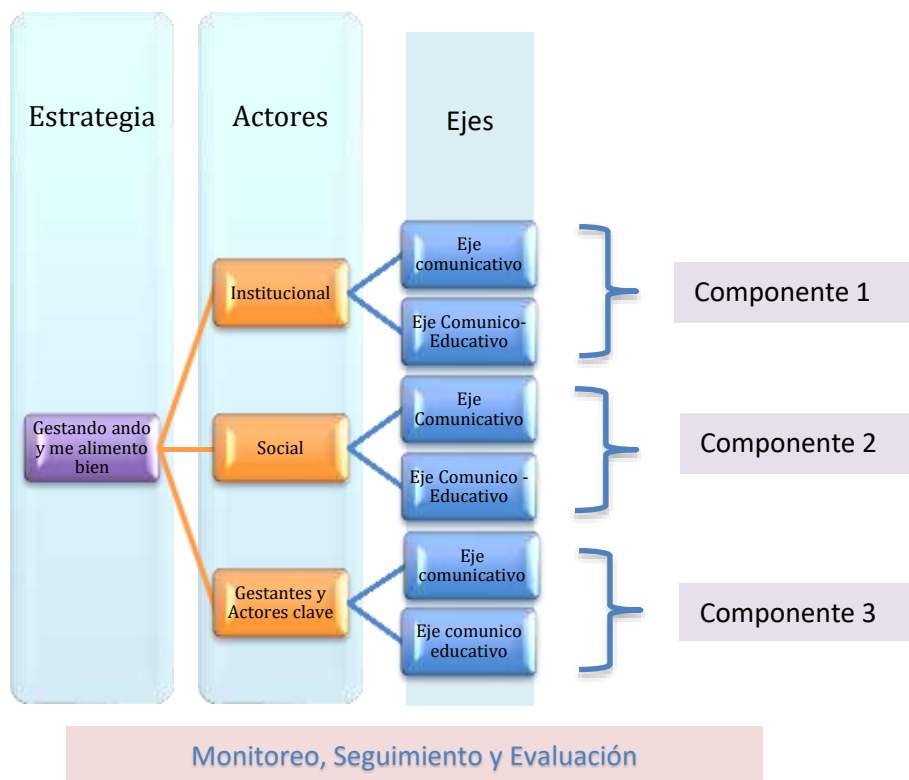 Estrategia
Actores
Ejes
Gestando ando
y me alimento
bien
Institucional
Social
Gestantes y
Actores clave
Eje
comunicativo
Eje Comunico-
Educativo
Eje
Comunicativo
Eje Comunico -
Educativo
Eje
comunicativo
Eje comunico
educativo
Componente 1
Componente 2
Componente 3
Monitoreo, Seguimiento y Evaluación